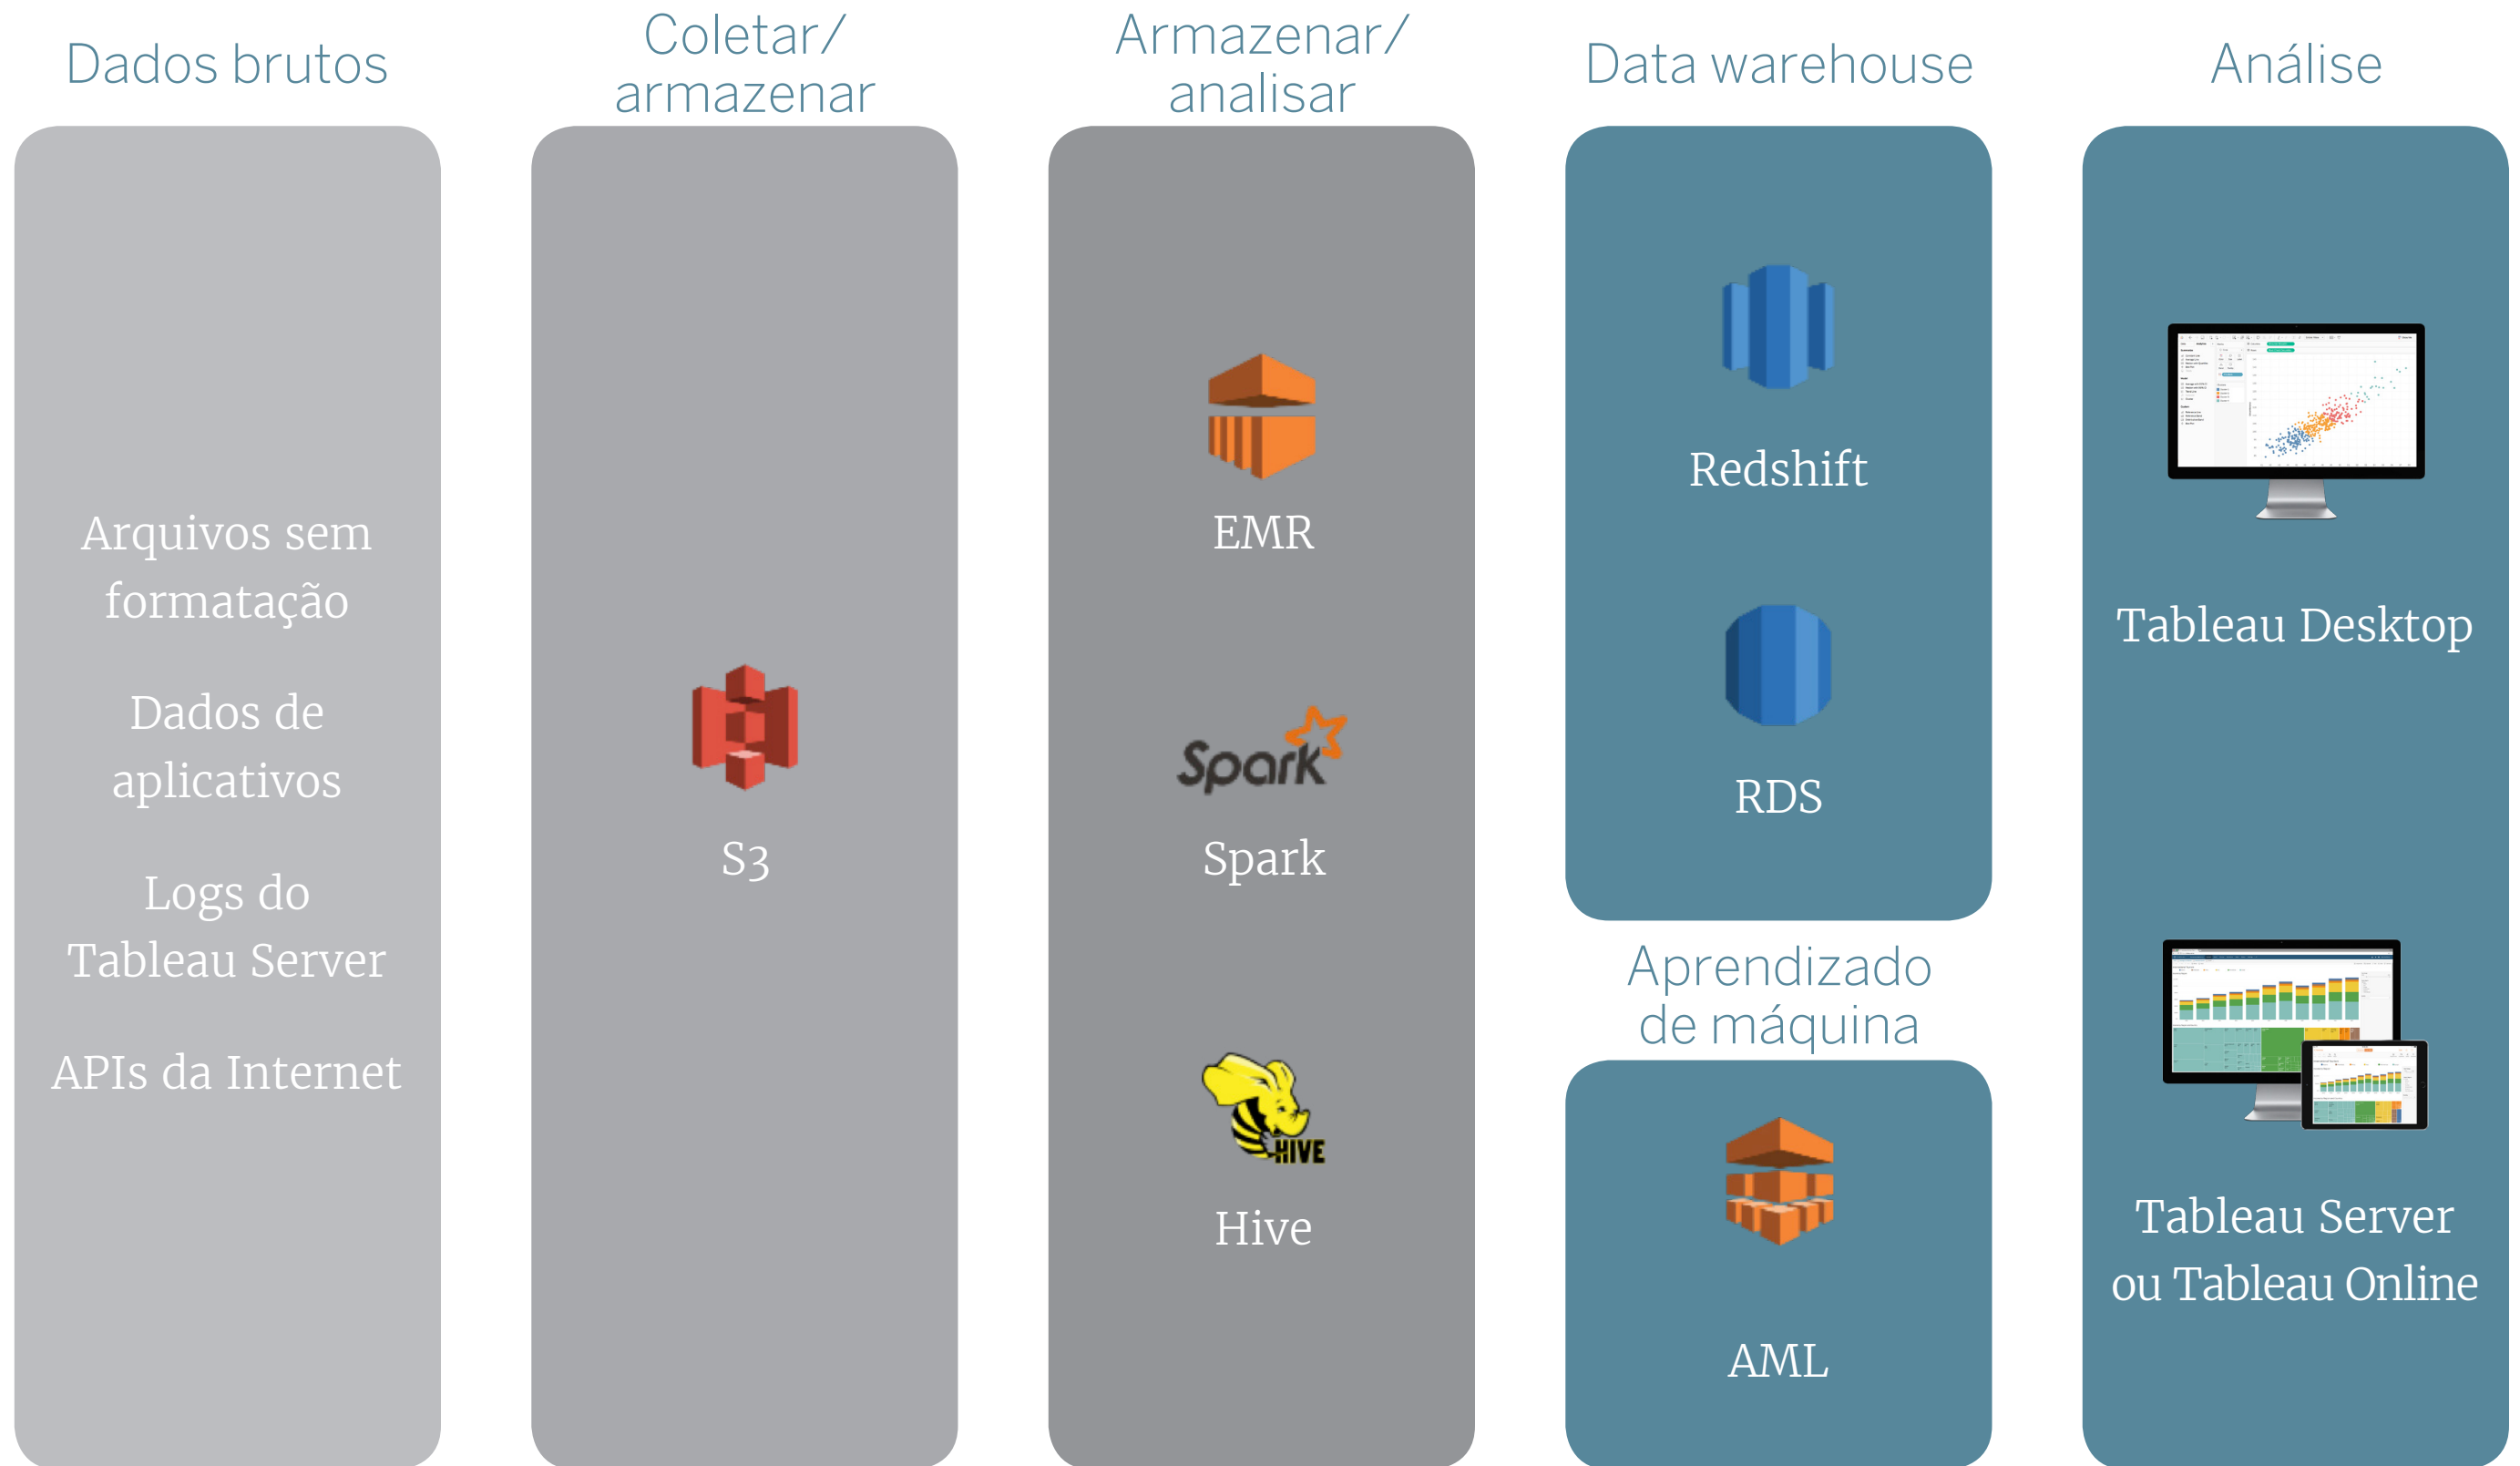 Dados brutos
Arquivos sem
formatação
Dados de
aplicativos
Logs do
Tableau Server
APIs da Internet
Coletar/
armazenar
S3
Armazenar/
analisar
EMR
Spark
Spark
HIVE
Hive
Data warehouse
Redshift
RDS
Aprendizado
de máquina
AML
Análise
Tableau Desktop
Tableau Server
ou Tableau Online